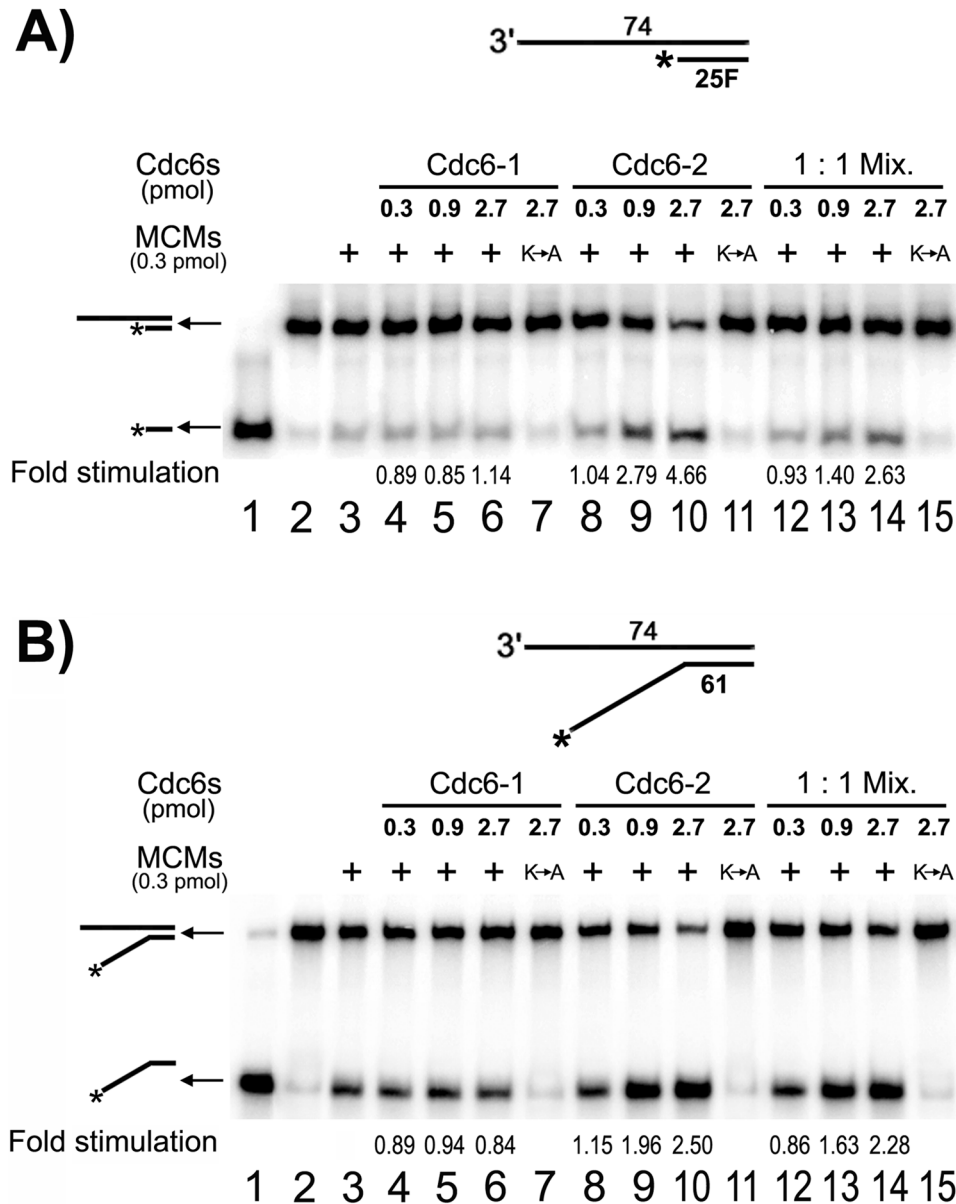 A)
74
3'
*
25F
Cdc6s (pmol)
Cdc6-1 Cdc6-2 1 : 1 Mix.
0.3 0.9 2.7 2.7 0.3 0.9 2.7 2.7 0.3 0.9 2.7 2.7
MCMs (0.3 pmol)
+ + + + K→A + + + K→A + + + K→A
*
*
Fold stimulation 0.89 0.85 1.14 1.04 2.79 4.66 0.93 1.40 2.63
1 2 3 4 5 6 7 8 9 10 11 12 13 14 15
B)
74
3'
61
*
Cdc6s (pmol)
Cdc6-1 Cdc6-2 1 : 1 Mix.
0.3 0.9 2.7 2.7 0.3 0.9 2.7 2.7 0.3 0.9 2.7 2.7
MCMs (0.3 pmol)
+ + + + K→A + + + K→A + + + K→A
*
*
Fold stimulation 0.89 0.94 0.84 1.15 1.96 2.50 0.86 1.63 2.28
1 2 3 4 5 6 7 8 9 10 11 12 13 14 15